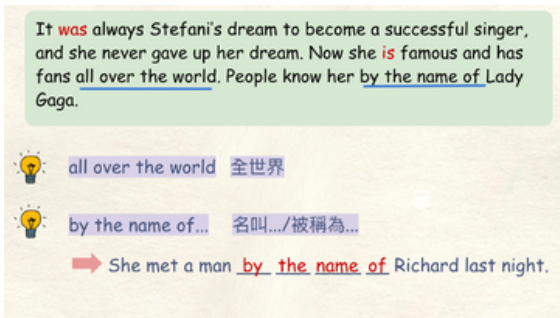 It was always Stefani's dream to become a successful singer,
and she never gave up her dream. Now she is famous and has
fans all over the world. People know her by the name of Lady
Gaga.
all over the world 全世界
by the name of... 名叫.../被稱為...
She met a man by the name of Richard last night.